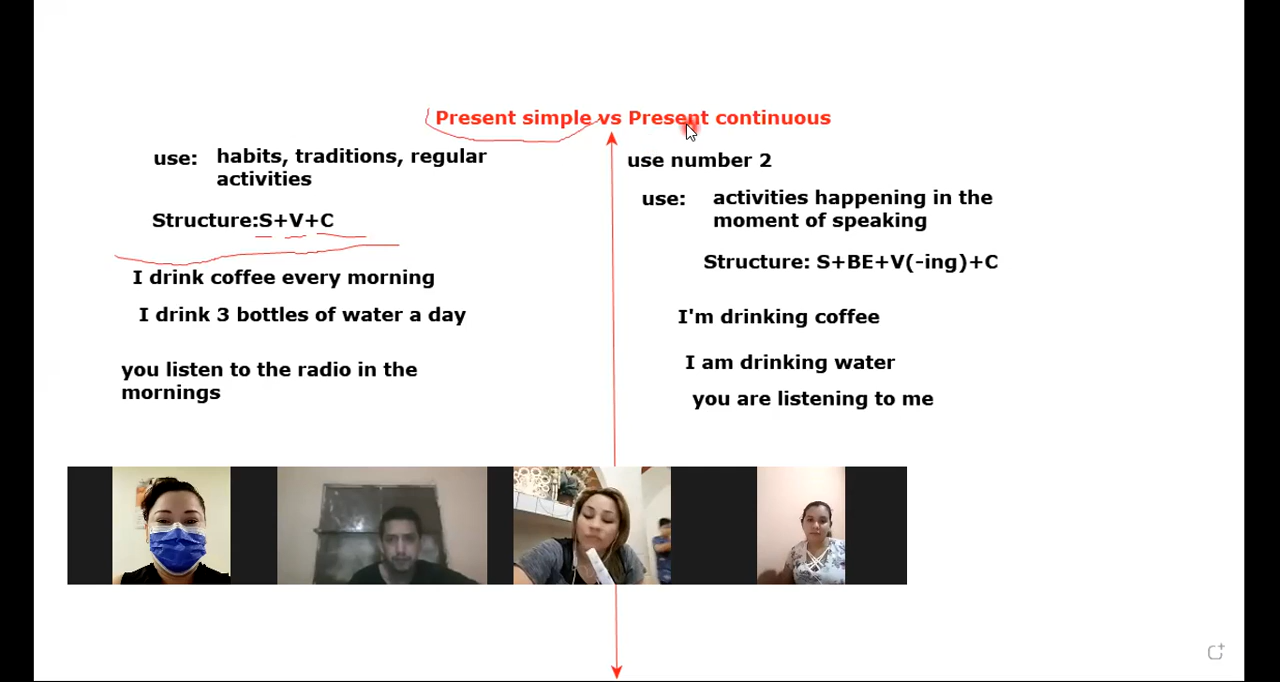 Present simple vs Present continuous
use: habits, traditions, regular
activities
Structure:S+V+C
I drink coffee every morning
I drink 3 bottles of water a day
you listen to the radio in the
mornings
use number 2
use: activities happening in the
moment of speaking
Structure: S+BE+V(-ing)+C
I'm drinking coffee
I am drinking water
you are listening to me